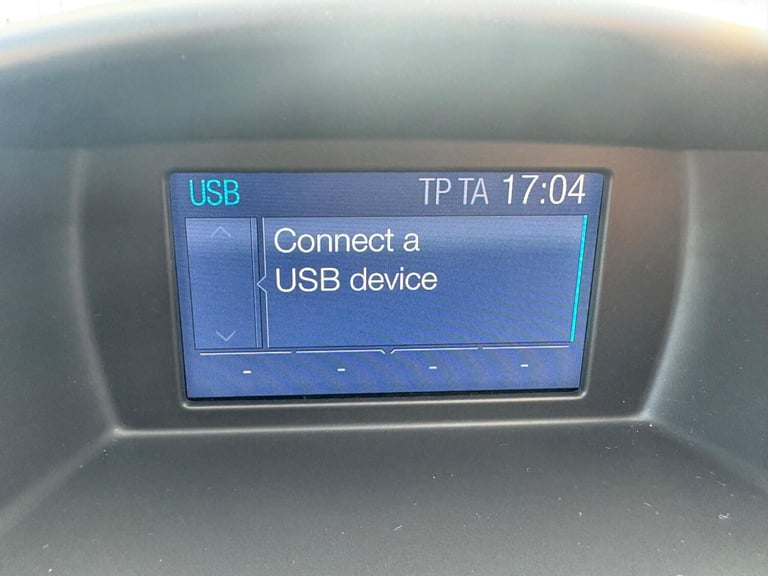 USB TP TA 17:04
Connect a
USB device
- - - -